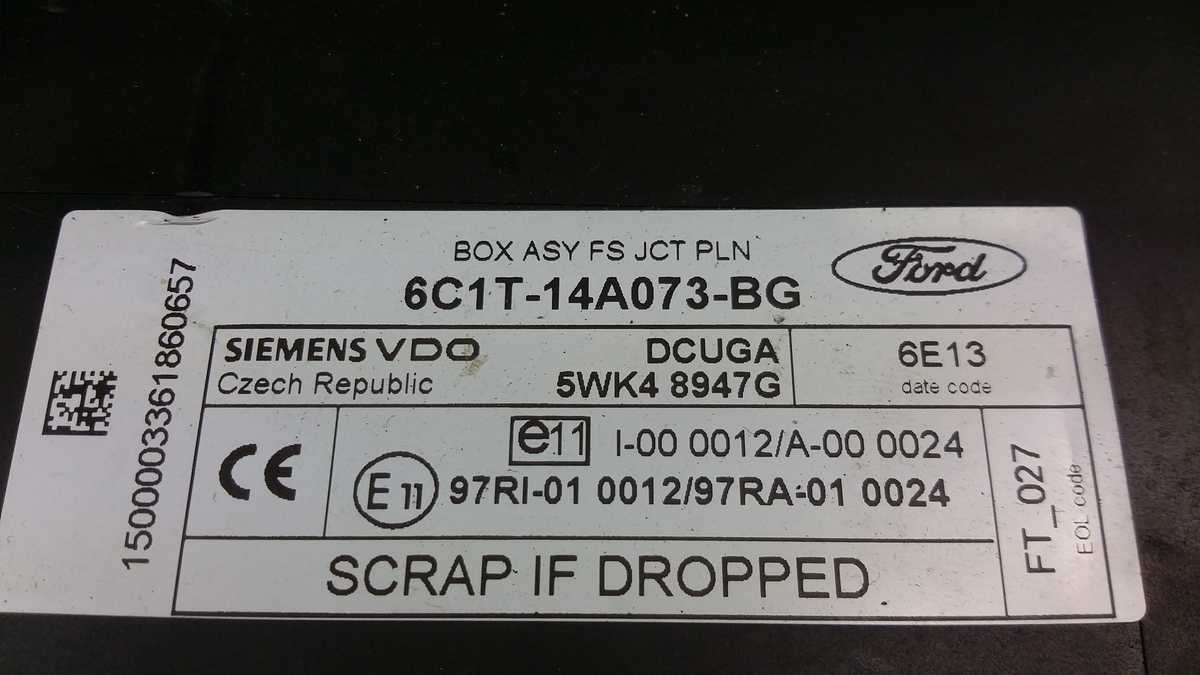 BOX ASY FS JCT PLN
Ford
6C1T-14A073-BG
SIEMENS VDO
DCUGA
6E13
Czech Republic
5WK4 8947G
date code
CE
e11 I-00 0012/A-00 0024
E11 97RI-01 0012/97RA-01 0024
SCRAP IF DROPPED
FT_027
EOL code
1500003361860657